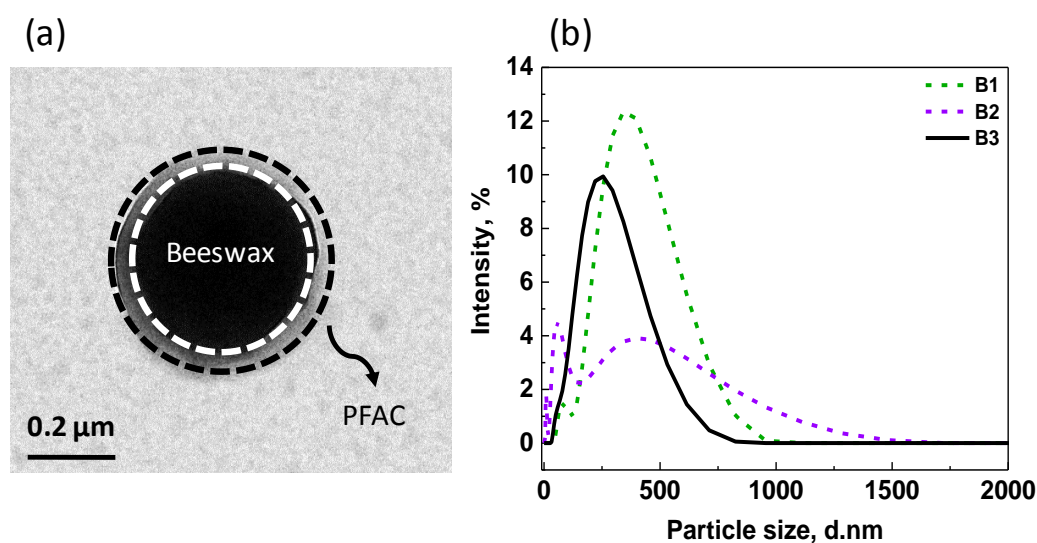 (a)
Beeswax
PFAC
0.2 µm
(b)
14
12
10
8
6
4
2
0
Intensity, %
B1
B2
B3
0
500
1000
1500
2000
Particle size, d.nm